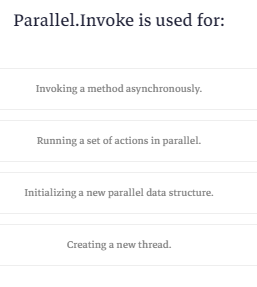 Parallel.Invoke is used for:
Invoking a method asynchronously.
Running a set of actions in parallel.
Initializing a new parallel data structure.
Creating a new thread.